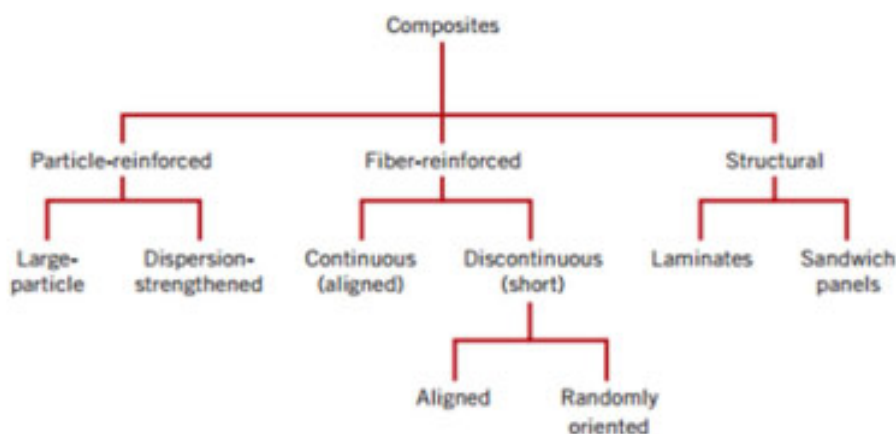 Composites
Particle-reinforced
Fiber-reinforced
Structural
Large-
particle
Dispersion-
strengthened
Continuous
(aligned)
Discontinuous
(short)
Laminates
Sandwich
panels
Aligned
Randomly
oriented